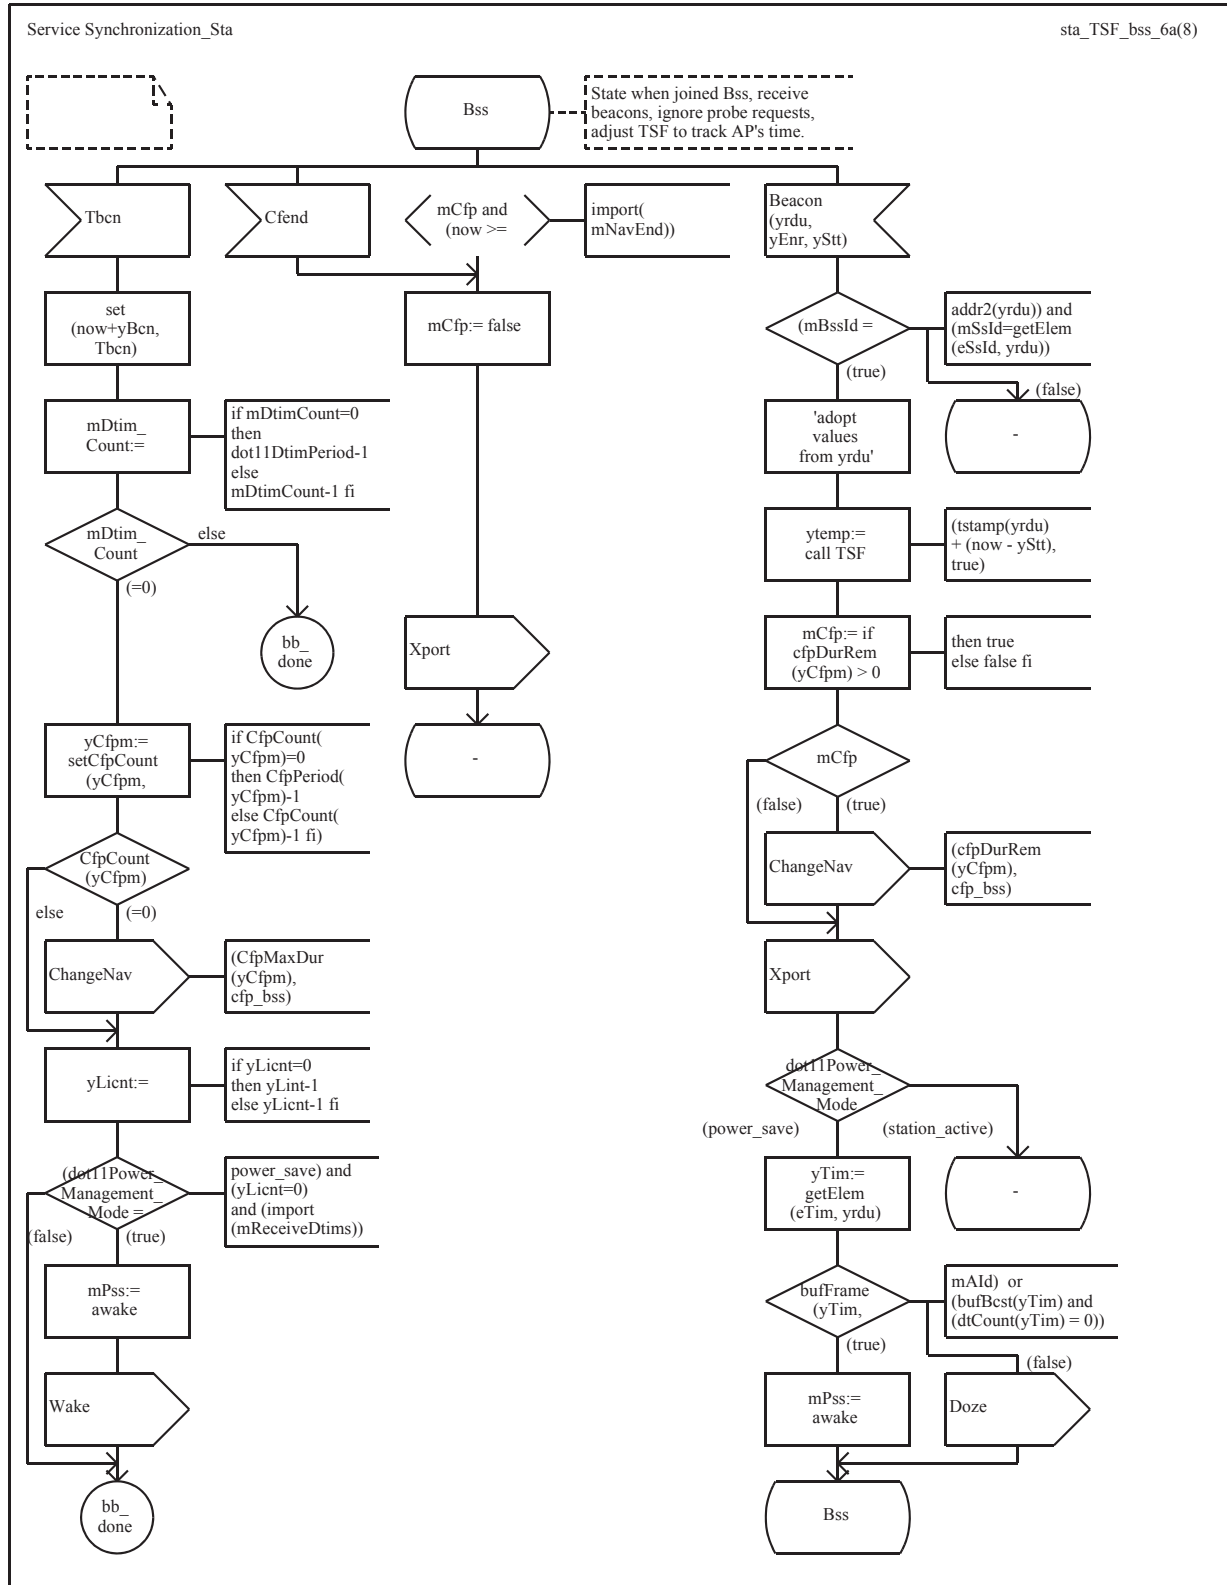 Service Synchronization_Sta
sta_TSF_bss_6a(8)
Bss
State when joined Bss, receive
beacons, ignore probe requests,
adjust TSF to track AP's time.
Tbcn
Cfend
mCfp and
(now >=
import(
mNavEnd))
Beacon
(yrdu,
yEnr, yStt)
set
(now+yBcn,
Tbcn)
mCfp:= false
(mBssId =
addr2(yrdu)) and
(mSsId=getElem
(eSsId, yrdu))
(true)
(false)
mDtim_
Count:=
if mDtimCount=0
then
dot11DtimPeriod-1
else
mDtimCount-1 fi
'adopt
values
from yrdu'
-
mDtim_
Count
else
(=0)
ytemp:=
call TSF
(tstamp(yrdu)
+ (now - yStt),
true)
bb_
done
Xport
mCfp:= if
cfpDurRem
(yCfpm) > 0
then true
else false fi
yCfpm:=
setCfpCount
(yCfpm,
if CfpCount(
yCfpm)=0
then CfpPeriod(
yCfpm)-1
else CfpCount(
yCfpm)-1 fi)
-
mCfp
(false)
(true)
CfpCount
(yCfpm)
else
(=0)
ChangeNav
(cfpDurRem
(yCfpm),
cfp_bss)
ChangeNav
(CfpMaxDur
(yCfpm),
cfp_bss)
Xport
yLicnt:=
if yLicnt=0
then yLint-1
else yLicnt-1 fi
dot11Power_
Management_
Mode
(power_save)
(station_active)
(dot11Power_
Management_
Mode =
power_save) and
(yLicnt=0)
and (import
(mReceiveDtims))
(false)
(true)
yTim:=
getElem
(eTim, yrdu)
-
mPss:=
awake
bufFrame
(yTim,
mAId)  or
(bufBcst(yTim) and
(dtCount(yTim) = 0))
(true)
(false)
Wake
mPss:=
awake
Doze
bb_
done
Bss